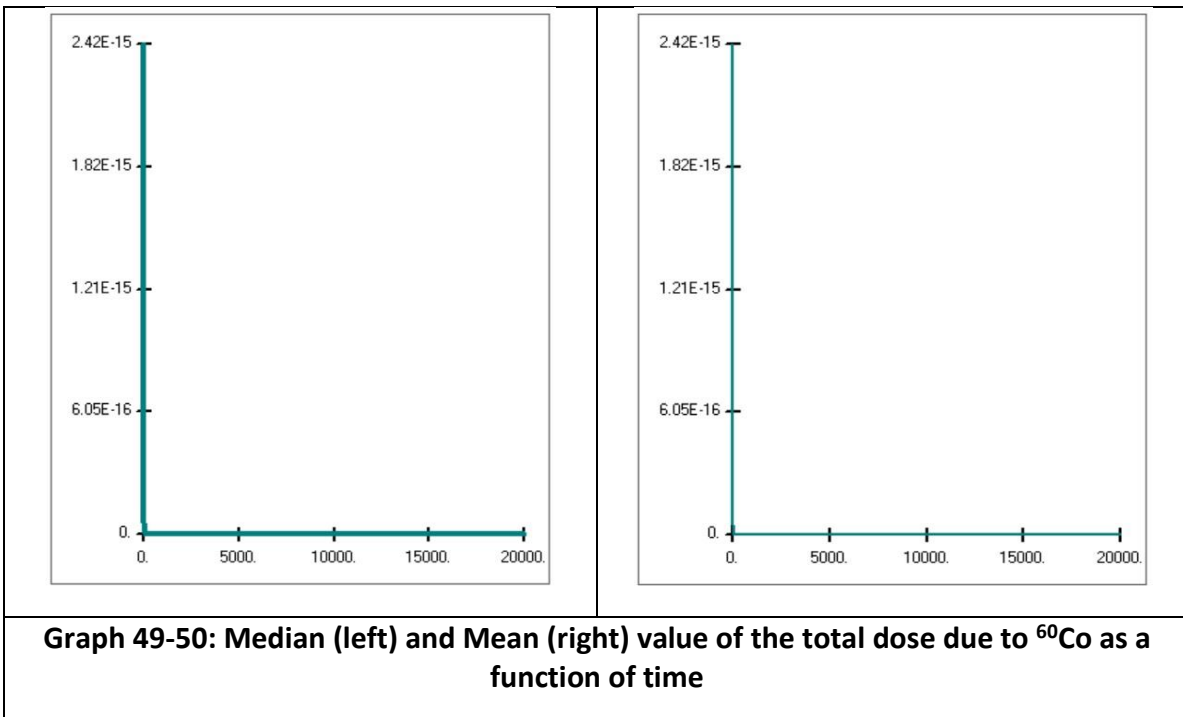 2.42E-15
1.82E-15
1.21E-15
6.05E-16
0.
0. 5000. 10000. 15000. 20000.
2.42E-15
1.82E-15
1.21E-15
6.05E-16
0.
0. 5000. 10000. 15000. 20000.
Graph 49-50: Median (left) and Mean (right) value of the total dose due to ⁶⁰Co as a
function of time